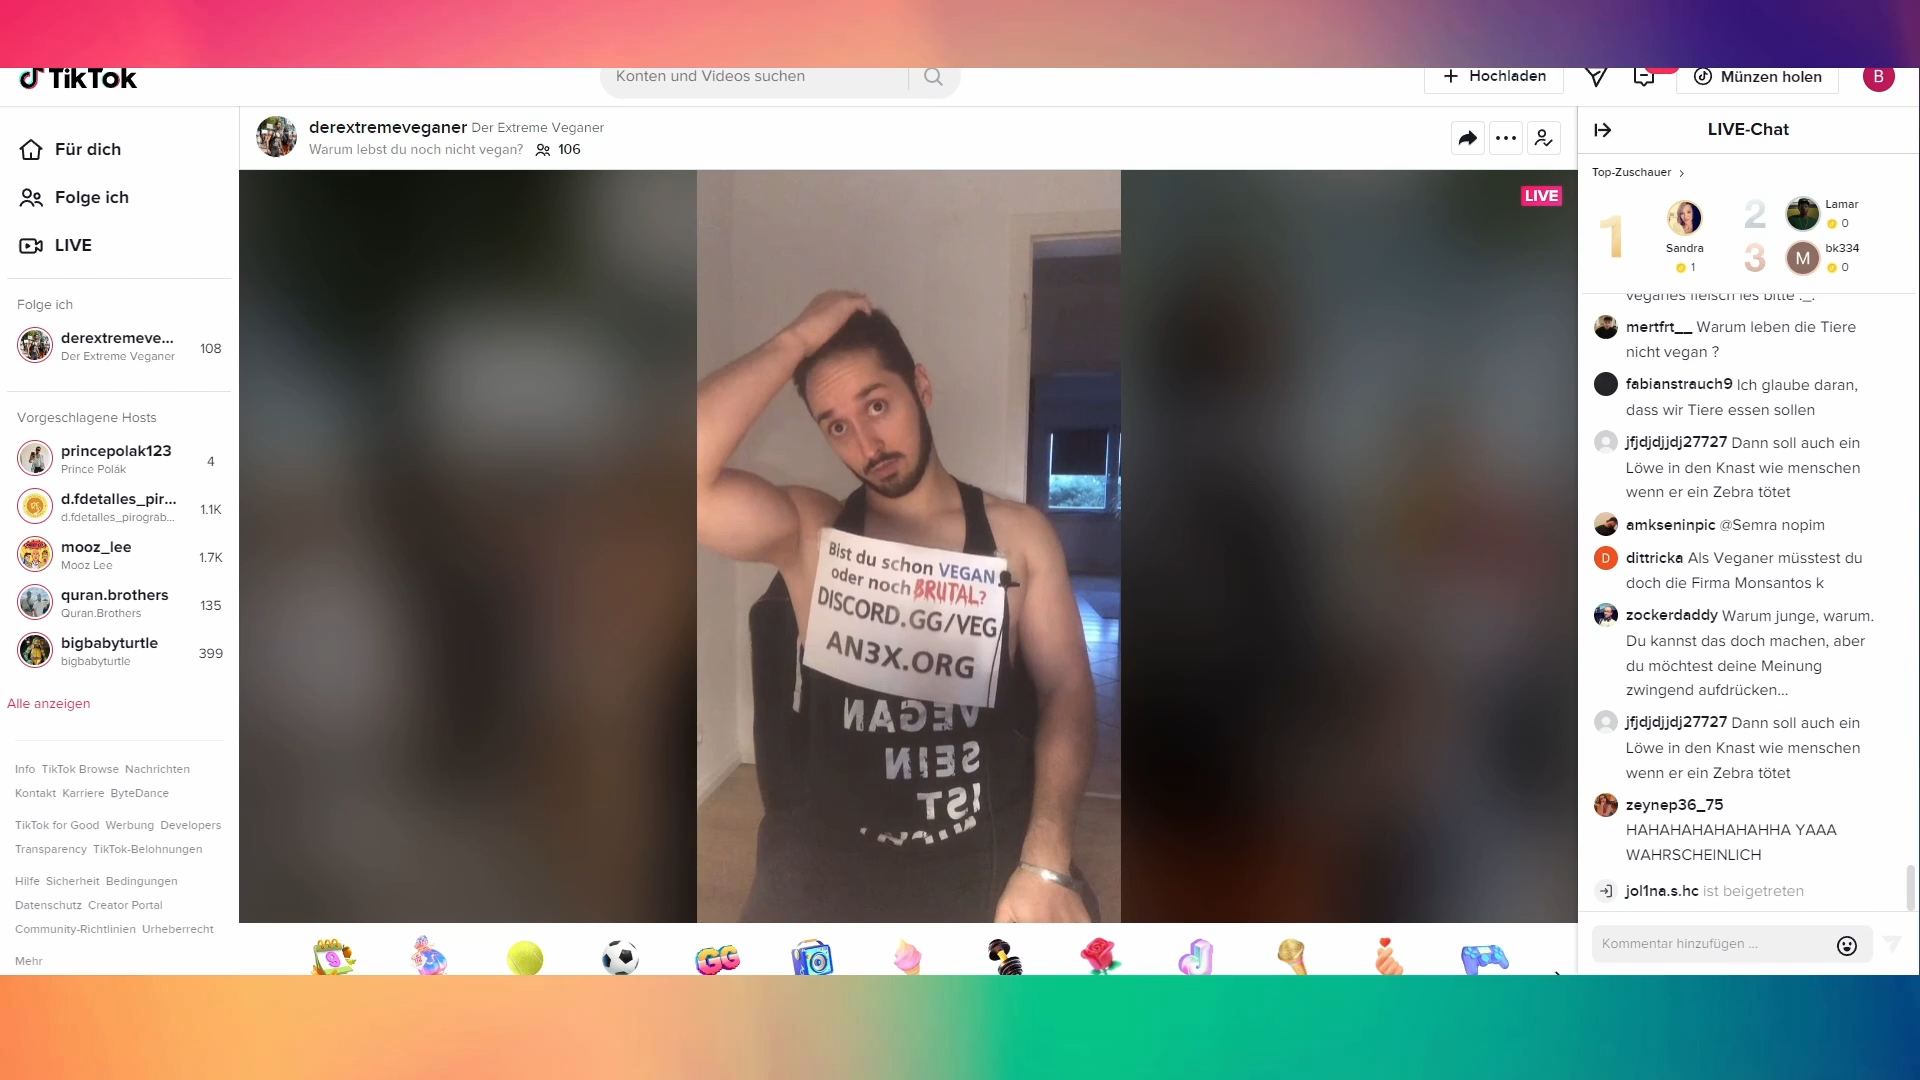 TikTok
Konten und Videos suchen
Hochladen
Münzen holen
B
Für dich
Folge ich
LIVE
Folge ich
derextremeve...
Der Extreme Veganer
108
Vorgeschlagene Hosts
princepolak123
Prince Polák
4
d.fdetalles_pir...
d.fdetalles_pirograb...
1.1K
mooz_lee
Mooz Lee
1.7K
quran.brothers
Quran.Brothers
135
bigbabyturtle
bigbabyturtle
399
Alle anzeigen
Info TikTok Browse Nachrichten
Kontakt Karriere ByteDance
TikTok for Good Werbung Developers
Transparency TikTok-Belohnungen
Hilfe Sicherheit Bedingungen
Datenschutz Creator Portal
Community-Richtlinien Urheberrecht
Mehr
derextremeveganer Der Extreme Veganer
Warum lebst du noch nicht vegan? 106
LIVE
Bist du schon VEGAN
oder noch BRUTAL?
DISCORD.GG/VEG
AN3X.ORG
VEGAN
SEIN
IST
GG
LIVE-Chat
Top-Zuschauer
1
Sandra
1
2
Lamar
0
3
M
bk334
0
veganes fleisch les bitte ._.
mertfrt__ Warum leben die Tiere
nicht vegan ?
fabianstrauch9 Ich glaube daran,
dass wir Tiere essen sollen
jfjdjdjjdj27727 Dann soll auch ein
Löwe in den Knast wie menschen
wenn er ein Zebra tötet
amkseninpic @Semra nopim
D
dittricka Als Veganer müsstest du
doch die Firma Monsantos k
zockerdaddy Warum junge, warum.
Du kannst das doch machen, aber
du möchtest deine Meinung
zwingend aufdrücken...
jfjdjdjjdj27727 Dann soll auch ein
Löwe in den Knast wie menschen
wenn er ein Zebra tötet
zeynep36_75
HAHAHAHAHAHAHHA YAAA
WAHRSCHEINLICH
jol1na.s.hc ist beigetreten
Kommentar hinzufügen ...